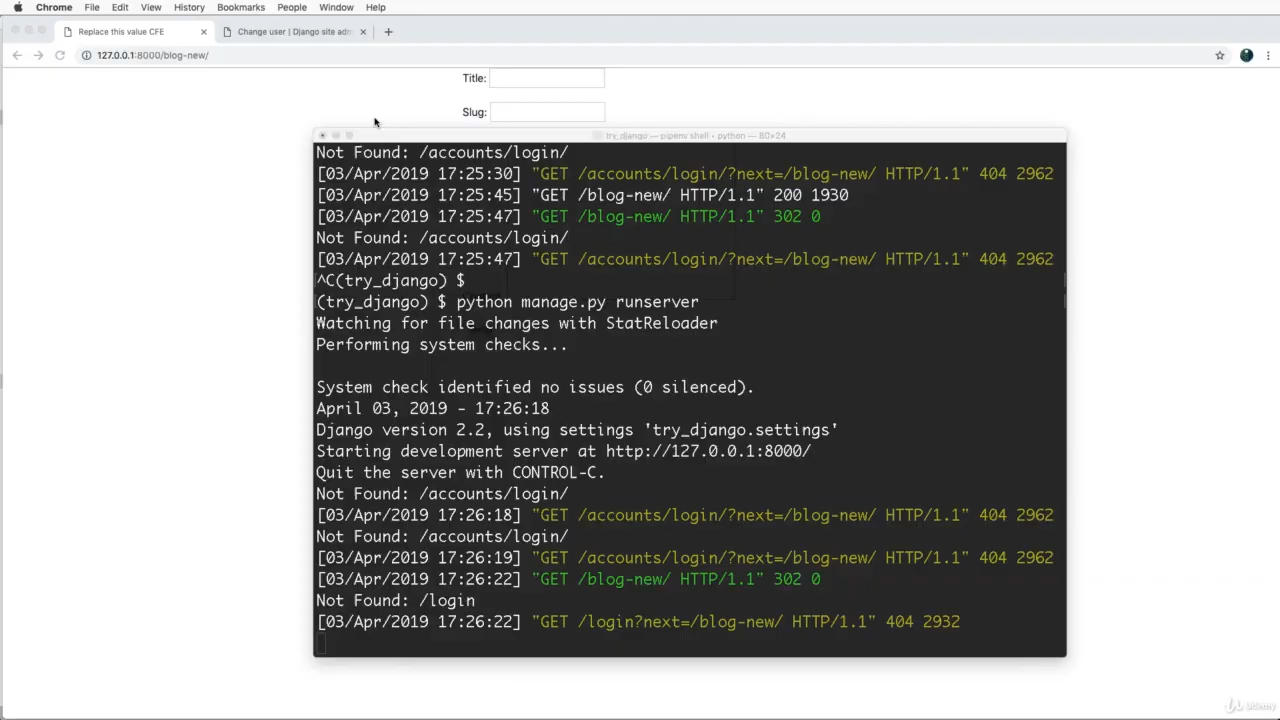 Chrome File Edit View History Bookmarks People Window Help
Replace this value CFE
Change user | Django site adm
127.0.0.1:8000/blog-new/
Title:
Slug:
try_django — pipenv shell • python — 80×24
Not Found: /accounts/login/
[03/Apr/2019 17:25:30] "GET /accounts/login/?next=/blog-new/ HTTP/1.1" 404 2962
[03/Apr/2019 17:25:45] "GET /blog-new/ HTTP/1.1" 200 1930
[03/Apr/2019 17:25:47] "GET /blog-new/ HTTP/1.1" 302 0
Not Found: /accounts/login/
[03/Apr/2019 17:25:47] "GET /accounts/login/?next=/blog-new/ HTTP/1.1" 404 2962
^C(try_django) $
(try_django) $ python manage.py runserver
Watching for file changes with StatReloader
Performing system checks...
System check identified no issues (0 silenced).
April 03, 2019 - 17:26:18
Django version 2.2, using settings 'try_django.settings'
Starting development server at http://127.0.0.1:8000/
Quit the server with CONTROL-C.
Not Found: /accounts/login/
[03/Apr/2019 17:26:18] "GET /accounts/login/?next=/blog-new/ HTTP/1.1" 404 2962
Not Found: /accounts/login/
[03/Apr/2019 17:26:19] "GET /accounts/login/?next=/blog-new/ HTTP/1.1" 404 2962
[03/Apr/2019 17:26:22] "GET /blog-new/ HTTP/1.1" 302 0
Not Found: /login
[03/Apr/2019 17:26:22] "GET /login?next=/blog-new/ HTTP/1.1" 404 2932
Udemy